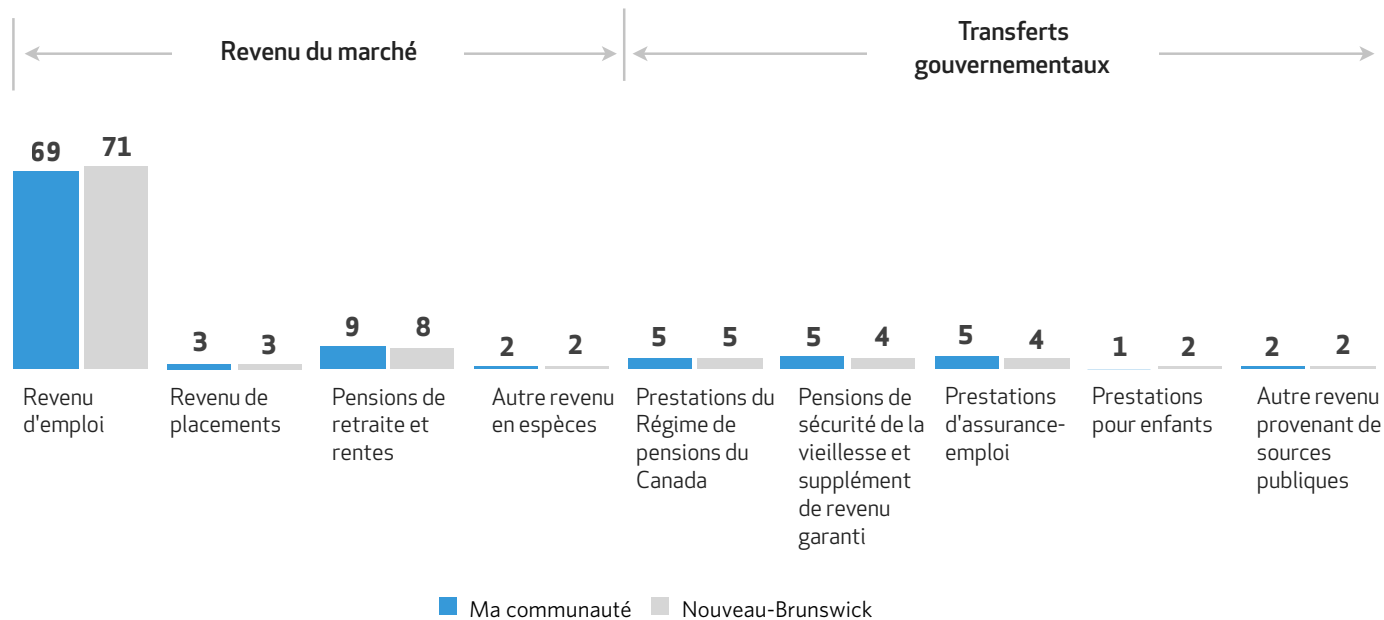 Revenu du marché
Transferts
gouvernementaux
69
71
3
3
9
8
2
2
5
5
5
4
5
4
1
2
2
2
Revenu
d'emploi
Revenu de
placements
Pensions de
retraite et
rentes
Autre revenu
en espèces
Prestations du
Régime de
pensions du
Canada
Pensions de
sécurité de la
vieillesse et
supplément
de revenu
garanti
Prestations
d'assurance-
emploi
Prestations
pour enfants
Autre revenu
provenant de
sources
publiques
Ma communauté
Nouveau-Brunswick